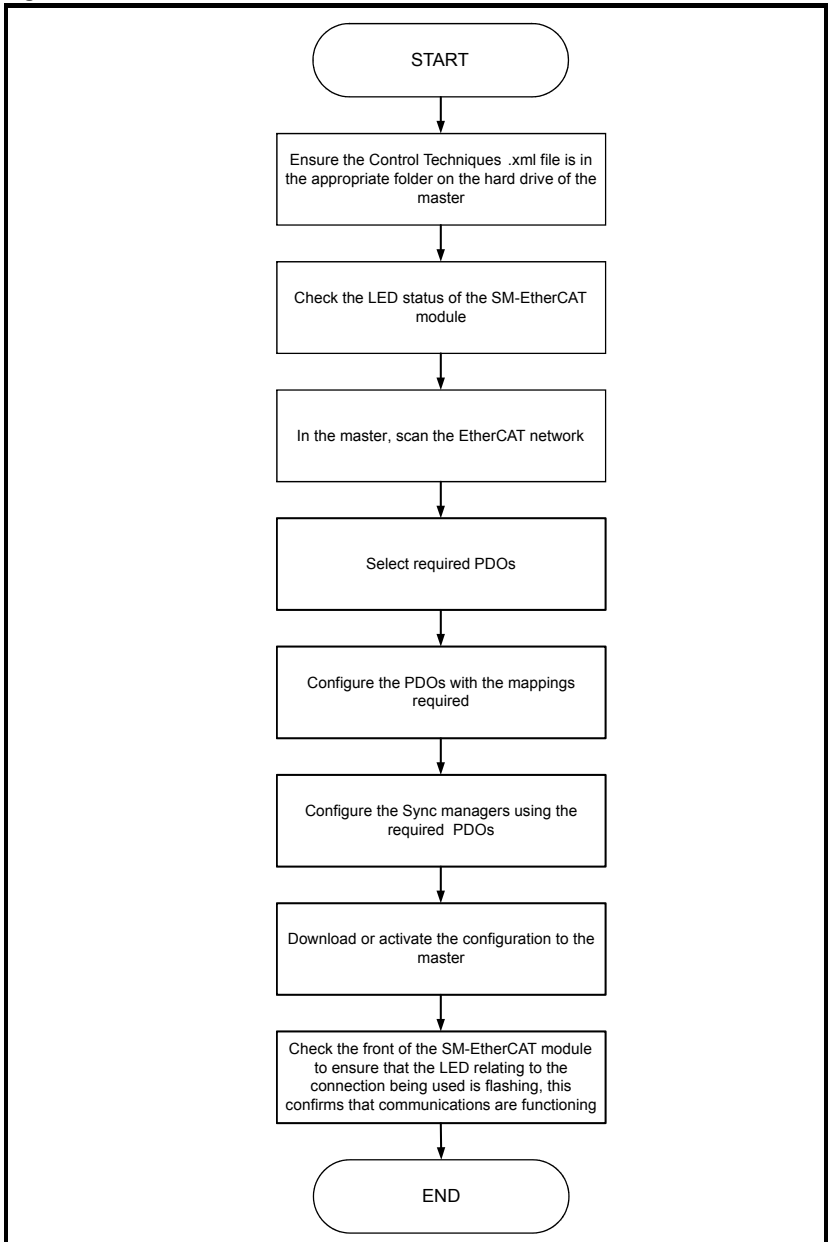 START
Ensure the Control Techniques .xml file is in
the appropriate folder on the hard drive of the
master
Check the LED status of the SM-EtherCAT
module
In the master, scan the EtherCAT network
Select required PDOs
Configure the PDOs with the mappings
required
Configure the Sync managers using the
required PDOs
Download or activate the configuration to the
master
Check the front of the SM-EtherCAT module
to ensure that the LED relating to the
connection being used is flashing, this
confirms that communications are functioning
END